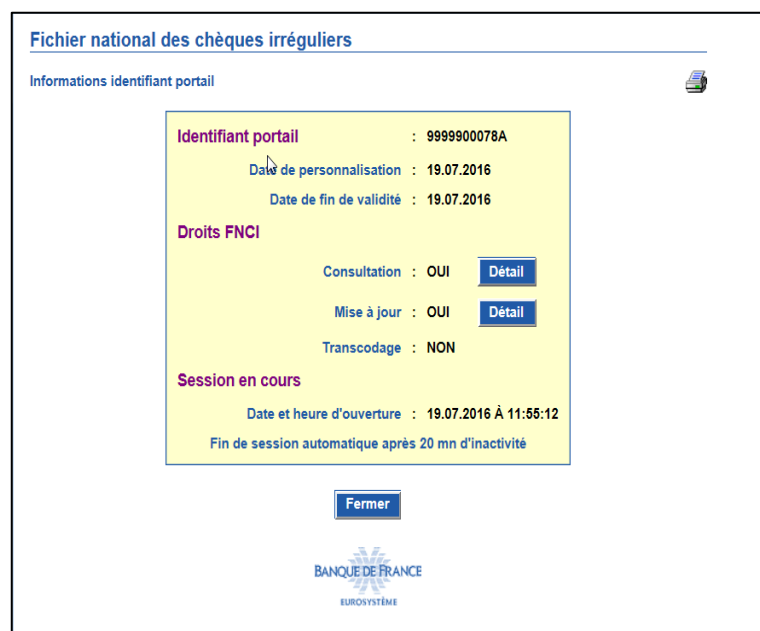 Fichier national des chèques irréguliers
Informations identifiant portail
Identifiant portail : 9999900078A
Date de personnalisation : 19.07.2016
Date de fin de validité : 19.07.2016
Droits FNCI
Consultation : OUI Détail
Mise à jour : OUI Détail
Transcodage : NON
Session en cours
Date et heure d'ouverture : 19.07.2016 À 11:55:12
Fin de session automatique après 20 mn d'inactivité
Fermer
BANQUE DE FRANCE
EUROSYSTÈME